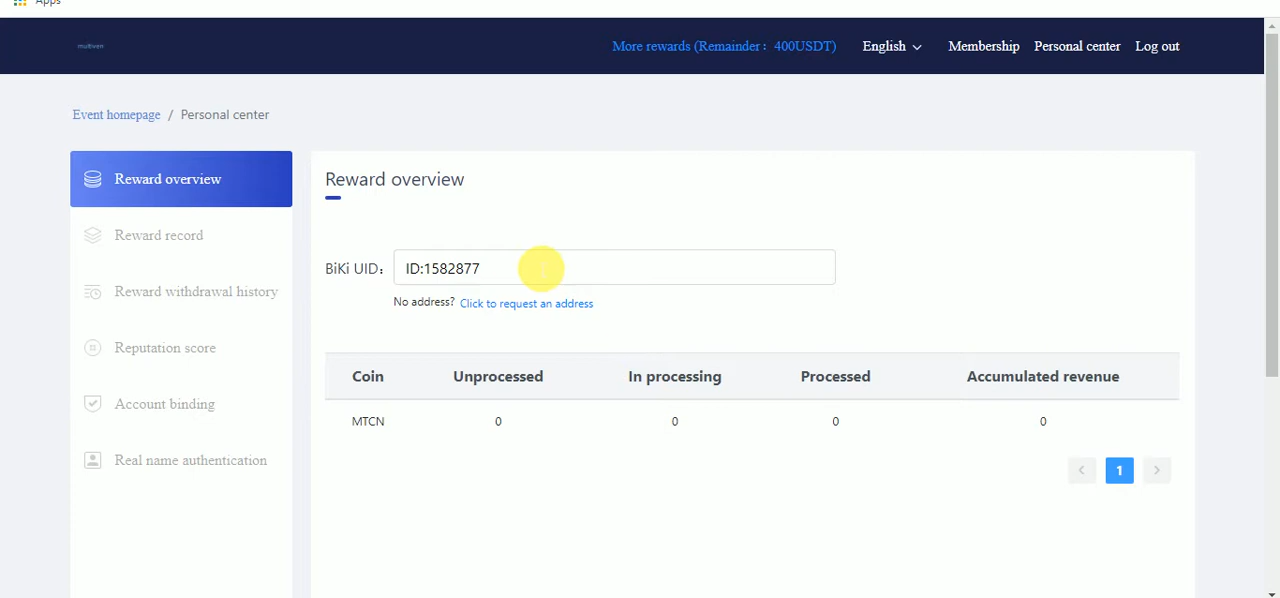 Apps
multiven
More rewards (Remainder： 400USDT)
English
Membership
Personal center
Log out
Event homepage / Personal center
Reward overview
Reward record
Reward withdrawal history
Reputation score
Account binding
Real name authentication
Reward overview
BiKi UID：
ID:1582877
No address? Click to request an address
Coin Unprocessed In processing Processed Accumulated revenue
MTCN 0 0 0 0
< 1 >